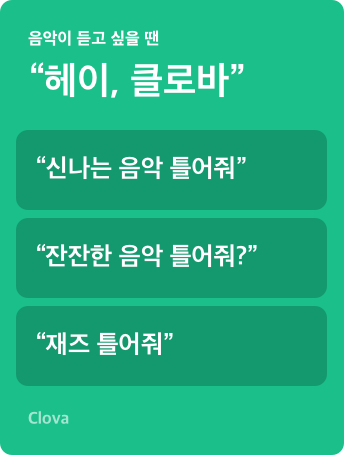 음악이 듣고 싶을 땐
“헤이, 클로바”
“신나는 음악 틀어줘”
“잔잔한 음악 틀어줘?”
“재즈 틀어줘”
Clova